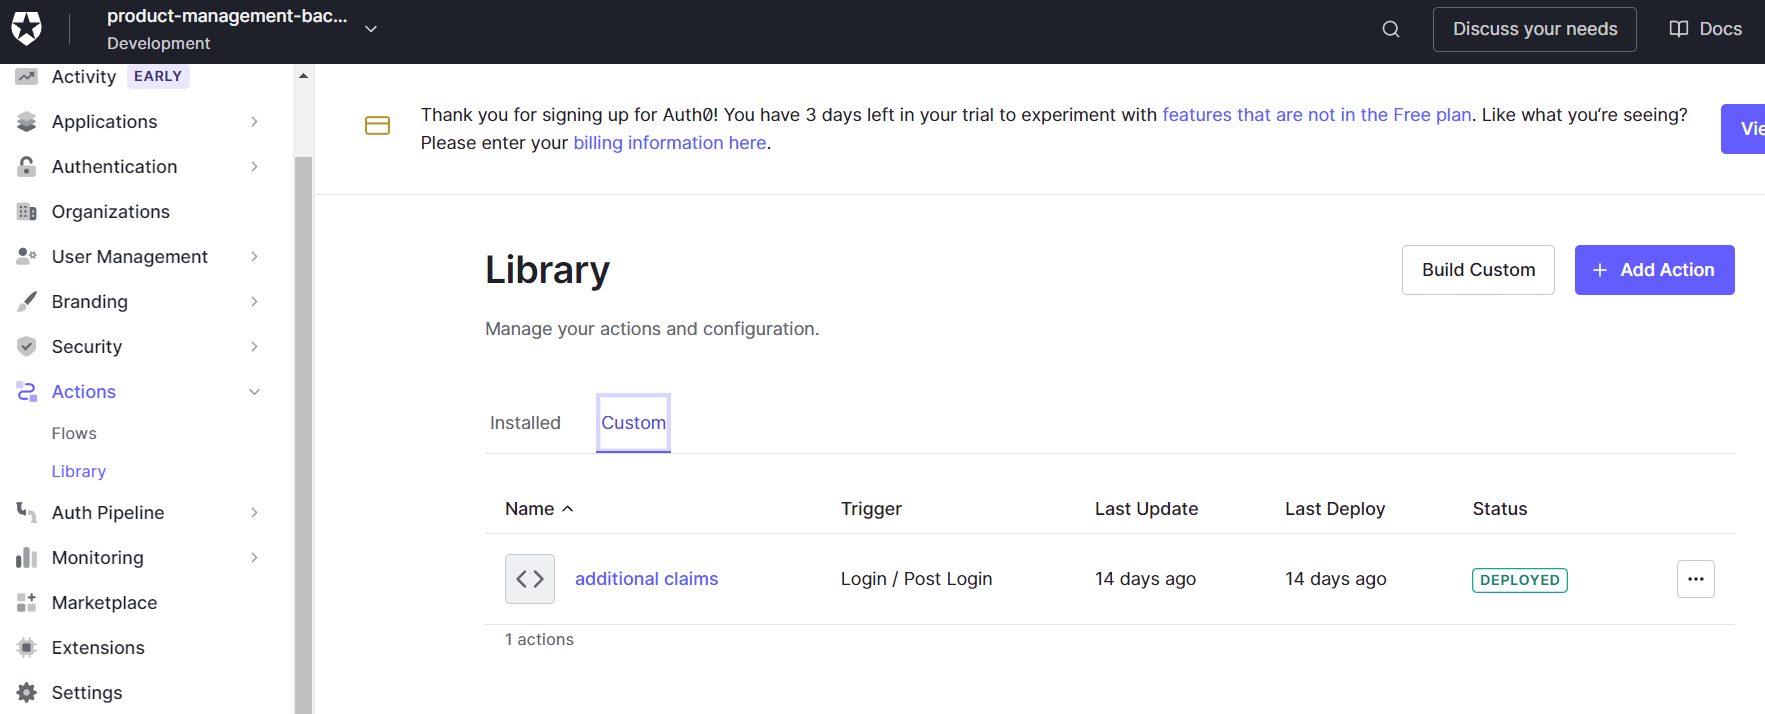 product-management-bac...
Development
Discuss your needs
Docs
Activity EARLY
Applications
Authentication
Organizations
User Management
Branding
Security
Actions
Flows
Library
Auth Pipeline
Monitoring
Marketplace
Extensions
Settings
Thank you for signing up for Auth0! You have 3 days left in your trial to experiment with features that are not in the Free plan. Like what you're seeing?
Please enter your billing information here.
Vie
Library
Build Custom
+ Add Action
Manage your actions and configuration.
Installed Custom
Name Trigger Last Update Last Deploy Status
<> additional claims Login / Post Login 14 days ago 14 days ago DEPLOYED ...
1 actions